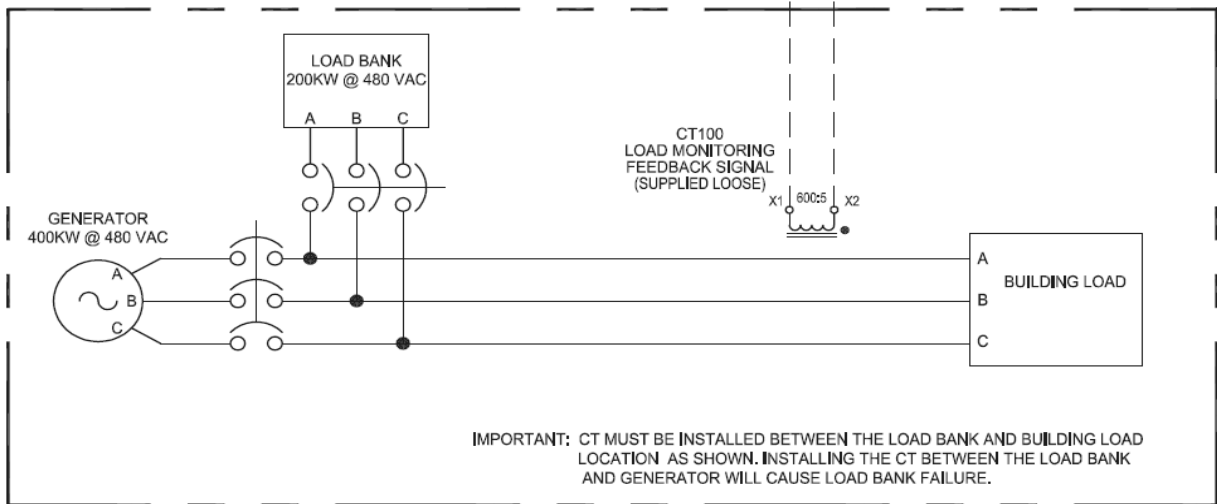 LOAD BANK
200KW @ 480 VAC
A B C
CT100
LOAD MONITORING
FEEDBACK SIGNAL
(SUPPLIED LOOSE)
X1 600:5 X2
GENERATOR
400KW @ 480 VAC
A
B
C
A
BUILDING LOAD
B
C
IMPORTANT: CT MUST BE INSTALLED BETWEEN THE LOAD BANK AND BUILDING LOAD
LOCATION AS SHOWN. INSTALLING THE CT BETWEEN THE LOAD BANK
AND GENERATOR WILL CAUSE LOAD BANK FAILURE.